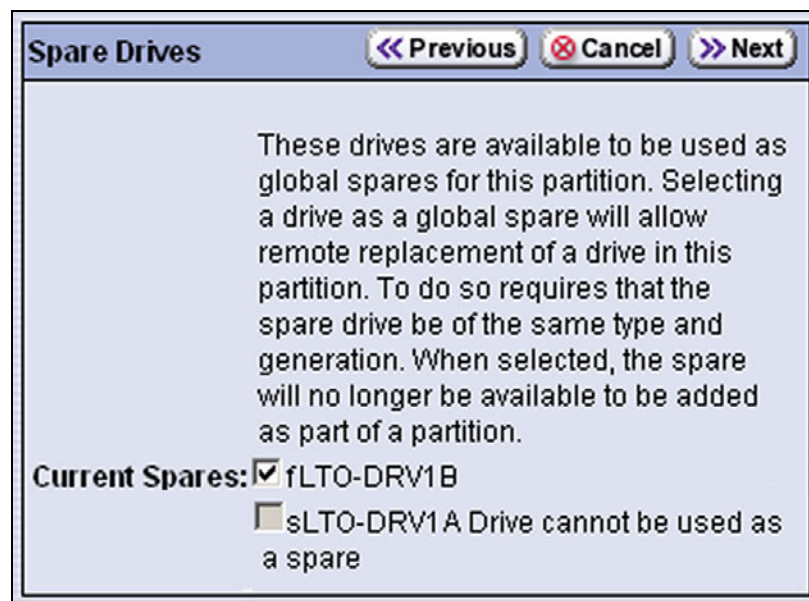 Spare Drives
Previous
Cancel
Next
These drives are available to be used as
global spares for this partition. Selecting
a drive as a global spare will allow
remote replacement of a drive in this
partition. To do so requires that the
spare drive be of the same type and
generation. When selected, the spare
will no longer be available to be added
as part of a partition.
Current Spares: fLTO-DRV1B
sLTO-DRV1A Drive cannot be used as
a spare